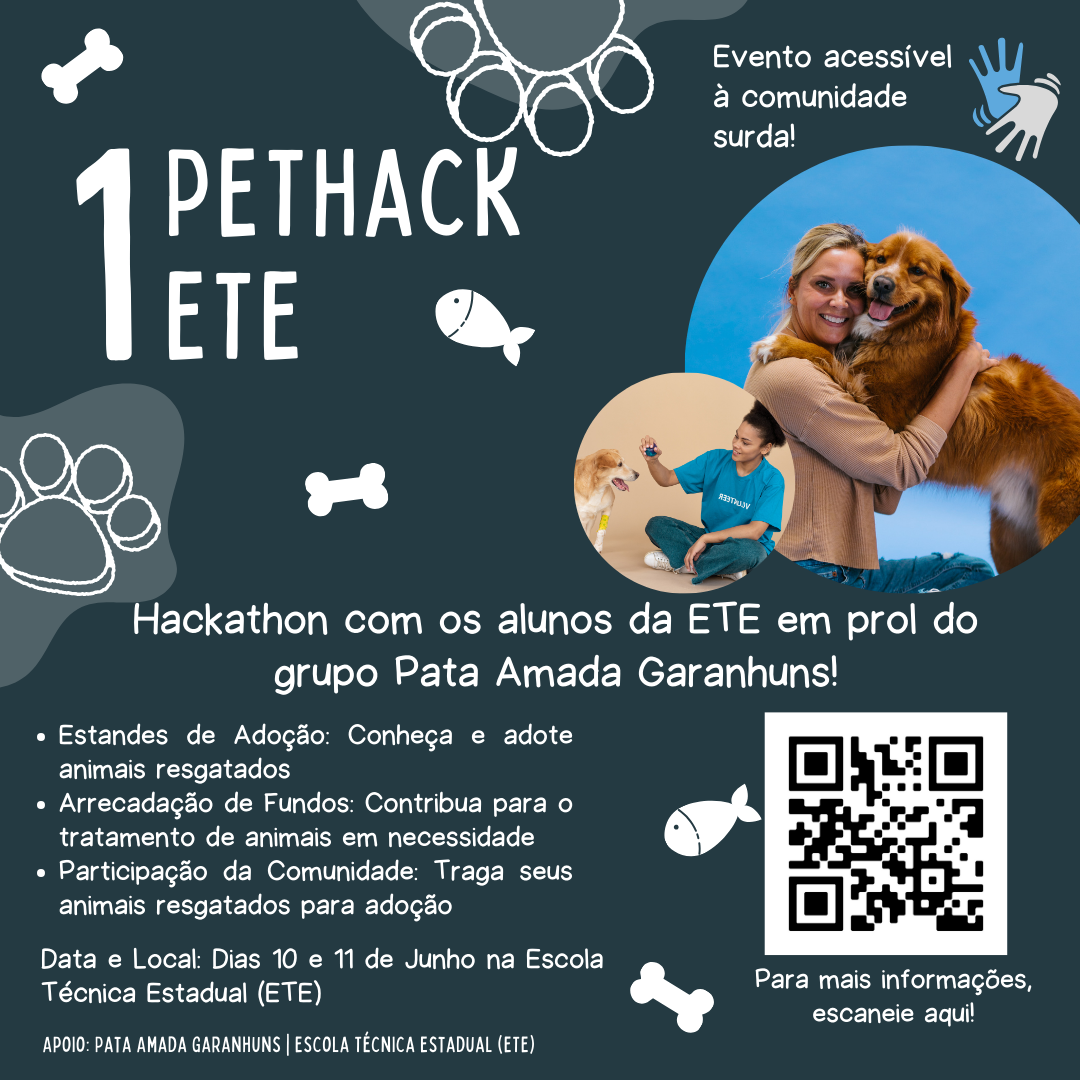 Evento acessível
à comunidade
surda!
1 PETHACK
ETE
VOLUNTEER
Hackathon com os alunos da ETE em prol do
grupo Pata Amada Garanhuns!
• Estandes de Adoção: Conheça e adote
animais resgatados
• Arrecadação de Fundos: Contribua para o
tratamento de animais em necessidade
• Participação da Comunidade: Traga seus
animais resgatados para adoção
Data e Local: Dias 10 e 11 de Junho na Escola
Técnica Estadual (ETE)
Para mais informações,
escaneie aqui!
APOIO: PATA AMADA GARANHUNS | ESCOLA TÉCNICA ESTADUAL (ETE)